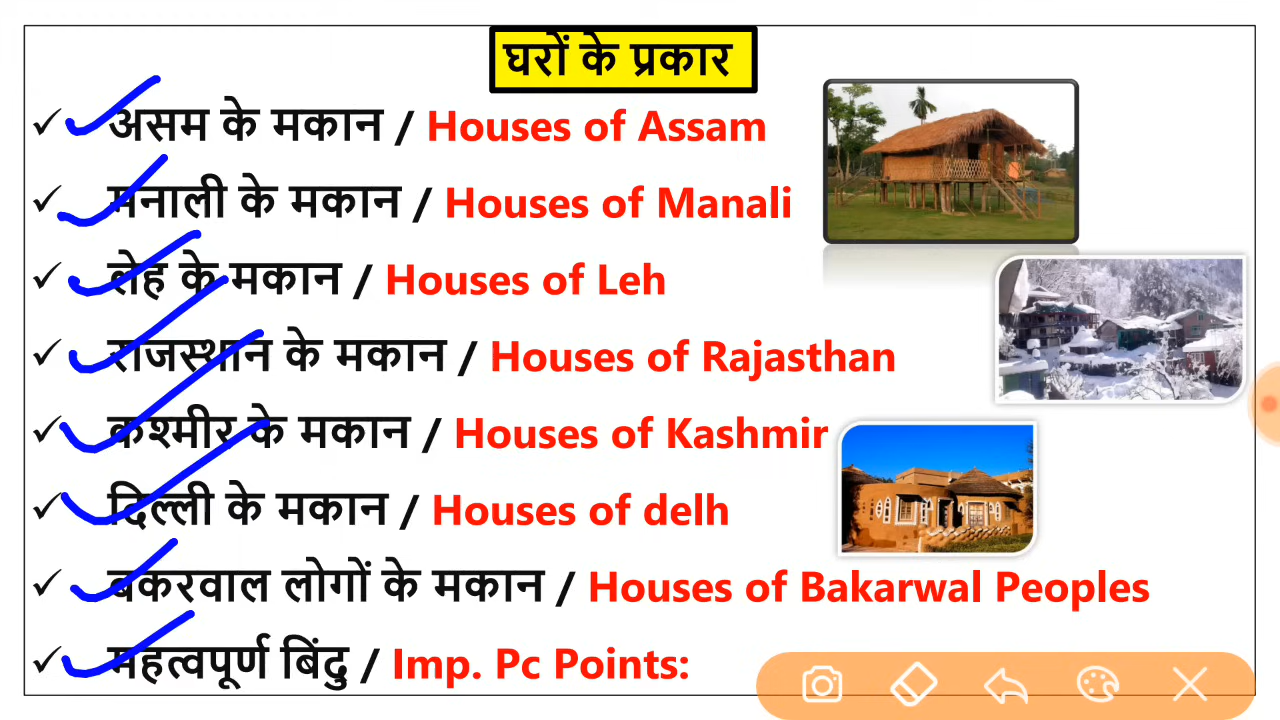 घरों के प्रकार
असम के मकान / Houses of Assam
मनाली के मकान / Houses of Manali
लेह के मकान / Houses of Leh
राजस्थान के मकान / Houses of Rajasthan
कश्मीर के मकान / Houses of Kashmir
दिल्ली के मकान / Houses of delh
बकरवाल लोगों के मकान / Houses of Bakarwal Peoples
महत्वपूर्ण बिंदु / Imp. Pc Points: